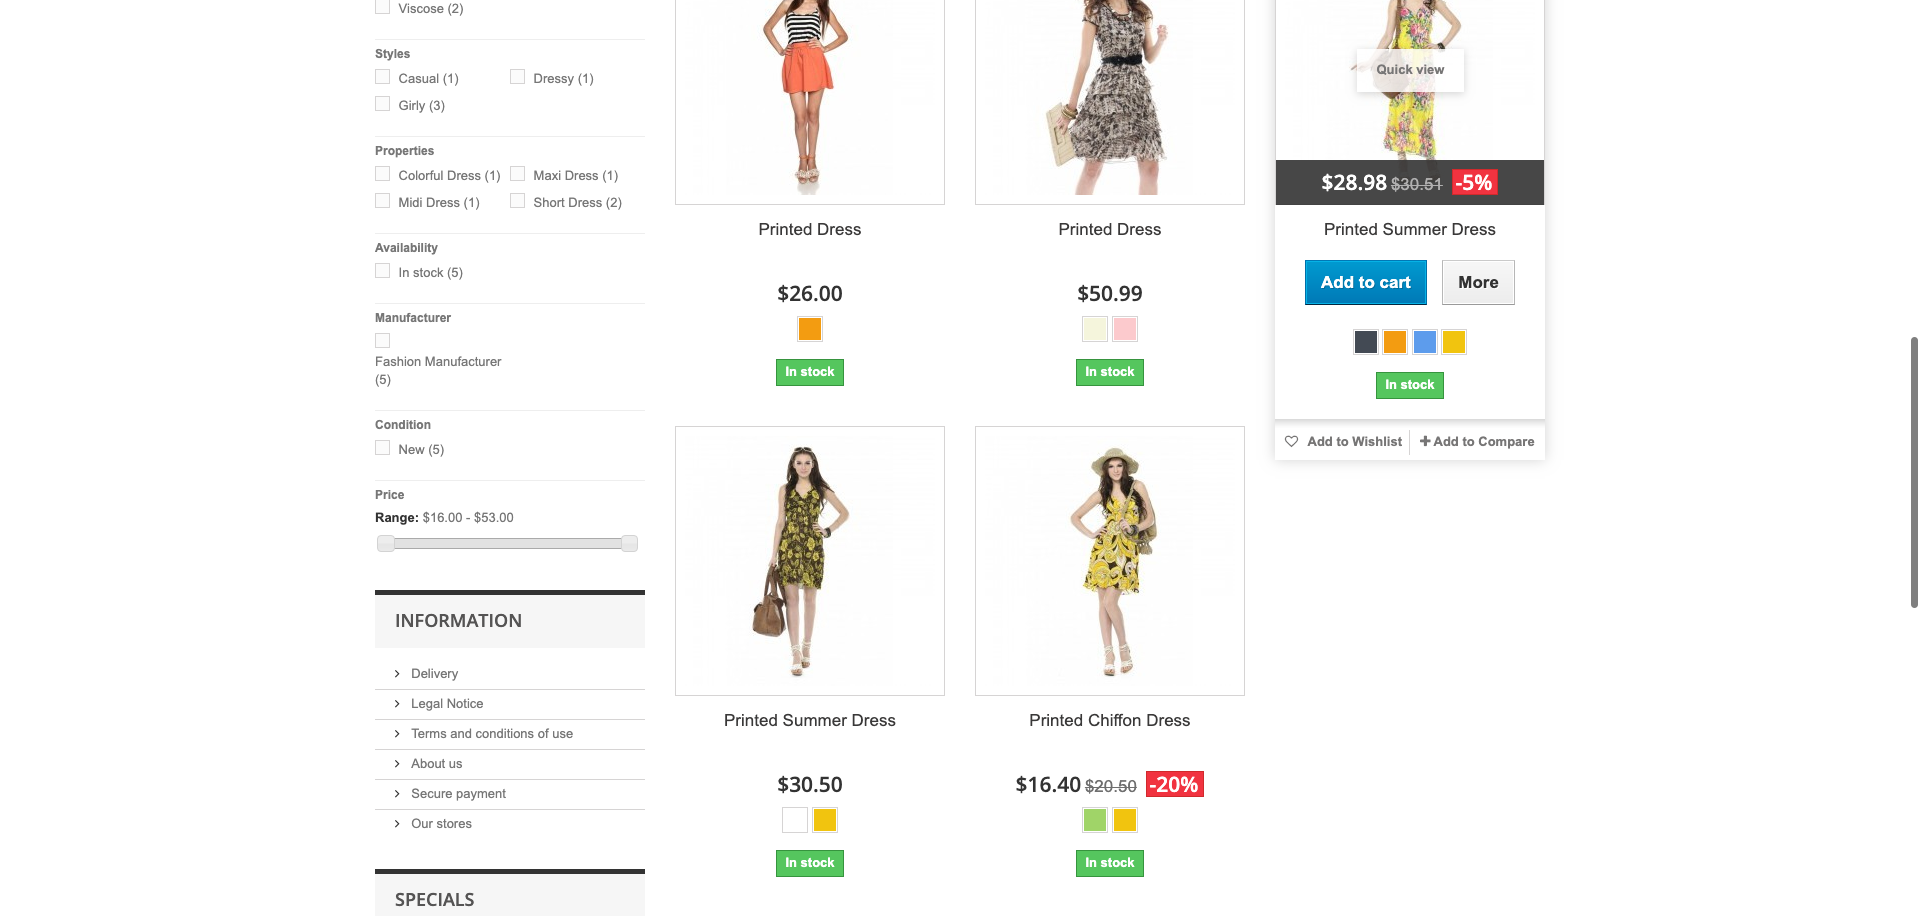 Viscose (2)
Styles
Casual (1)
Dressy (1)
Girly (3)
Properties
Colorful Dress (1)
Maxi Dress (1)
Midi Dress (1)
Short Dress (2)
Availability
In stock (5)
Manufacturer
Fashion Manufacturer
(5)
Condition
New (5)
Price
Range: $16.00 - $53.00
INFORMATION
Delivery
Legal Notice
Terms and conditions of use
About us
Secure payment
Our stores
SPECIALS
Printed Dress
$26.00
In stock
Printed Dress
$50.99
In stock
Quick view
$28.98 $30.51 -5%
Printed Summer Dress
Add to cart
More
In stock
Add to Wishlist
Add to Compare
Printed Summer Dress
$30.50
In stock
Printed Chiffon Dress
$16.40 $20.50 -20%
In stock